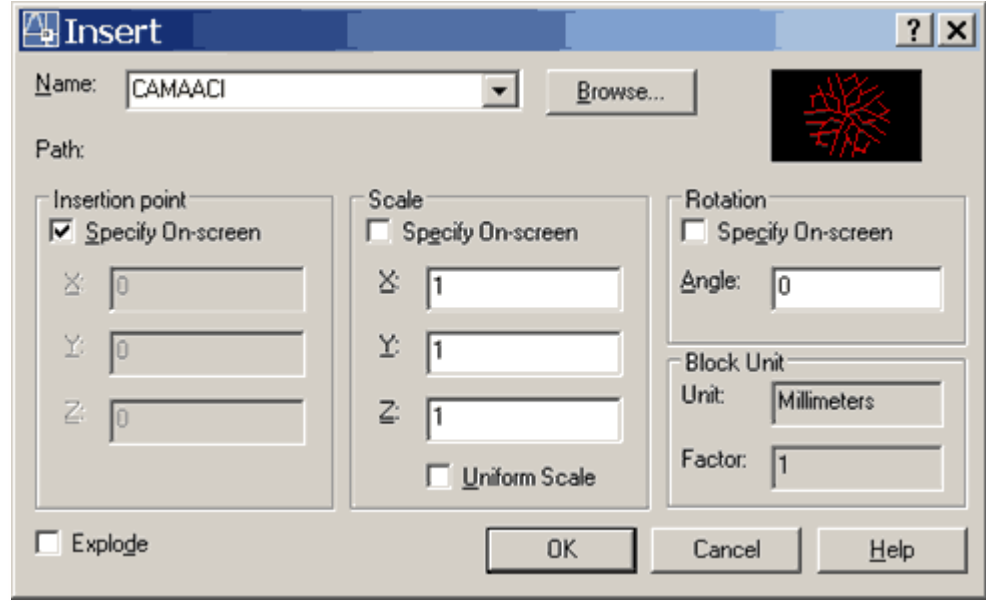 Insert ? X
Name: CAMAACI Browse...
Path:
Insertion point
Specify On-screen
X: 0
Y: 0
Z: 0
Scale
Specify On-screen
X: 1
Y: 1
Z: 1
Uniform Scale
Rotation
Specify On-screen
Angle: 0
Block Unit
Unit: Millimeters
Factor: 1
Explode OK Cancel Help